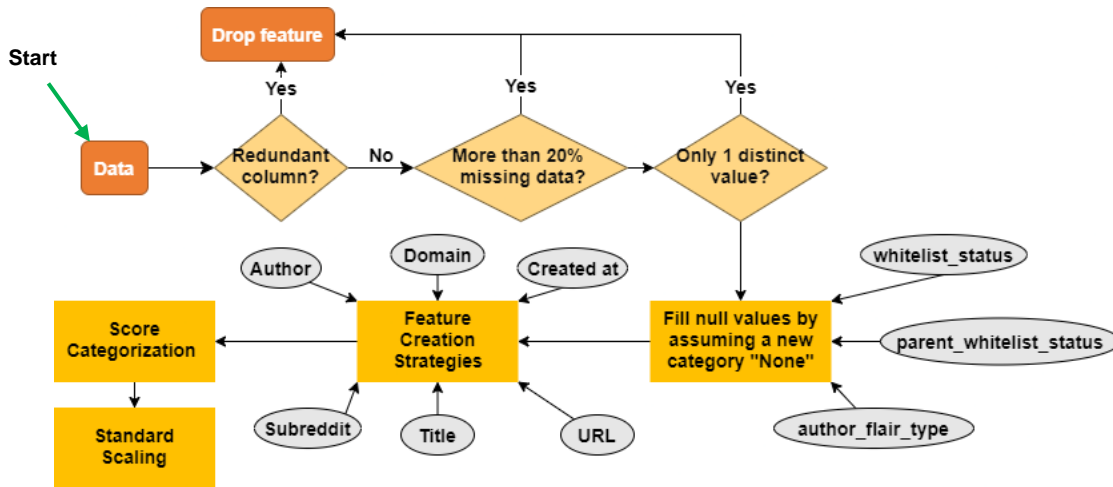 Start
Drop feature
Yes
Yes
Yes
Data
Redundant
column?
No
More than 20%
missing data?
Only 1 distinct
value?
Author
Domain
Created at
whitelist_status
Score
Categorization
Feature
Creation
Strategies
Fill null values by
assuming a new
category "None"
parent_whitelist_status
Subreddit
Title
URL
author_flair_type
Standard
Scaling